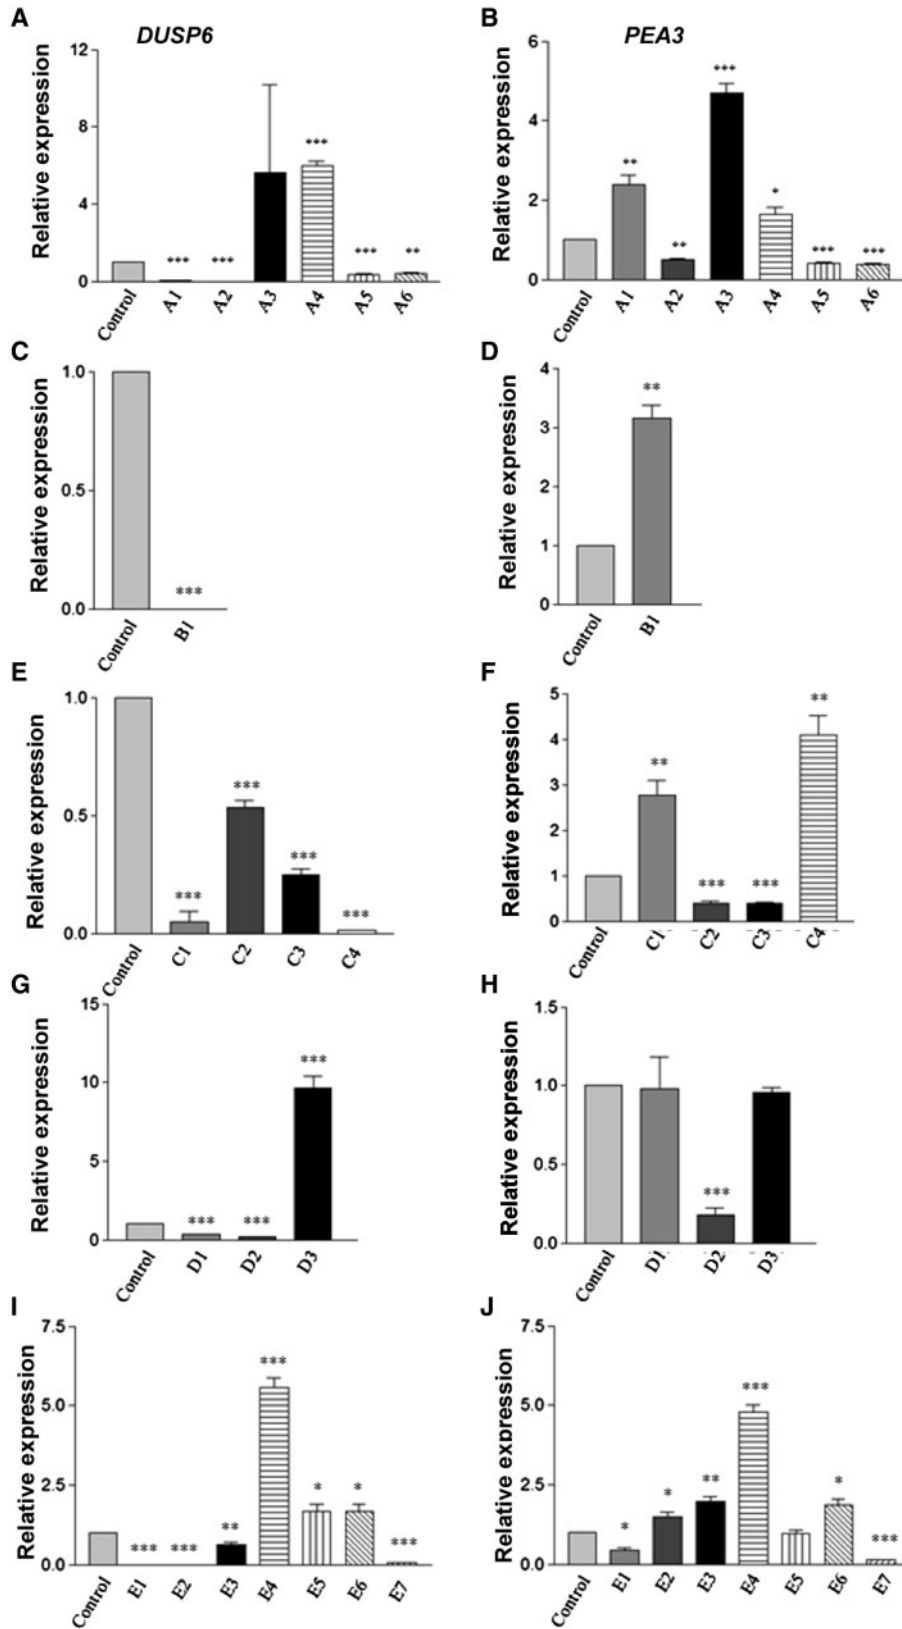 A
DUSP6
Relative expression
12
8
4
0
***
***
***
***
**
Control
A1
A2
A3
A4
A5
A6
B
PEA3
Relative expression
6
4
2
0
**
**
***
*
***
***
Control
A1
A2
A3
A4
A5
A6
C
Relative expression
1.0
0.5
0.0
***
Control
B1
D
Relative expression
4
3
2
1
0
**
Control
B1
E
Relative expression
1.0
0.5
0.0
***
***
***
***
Control
C1
C2
C3
C4
F
Relative expression
5
4
3
2
1
0
**
***
***
**
Control
C1
C2
C3
C4
G
Relative expression
15
10
5
0
***
***
***
Control
D1
D2
D3
H
Relative expression
1.5
1.0
0.5
0.0
***
Control
D1
D2
D3
I
Relative expression
7.5
5.0
2.5
0.0
***
***
**
***
*
*
***
Control
E1
E2
E3
E4
E5
E6
E7
J
Relative expression
7.5
5.0
2.5
0.0
*
*
**
***
*
***
Control
E1
E2
E3
E4
E5
E6
E7